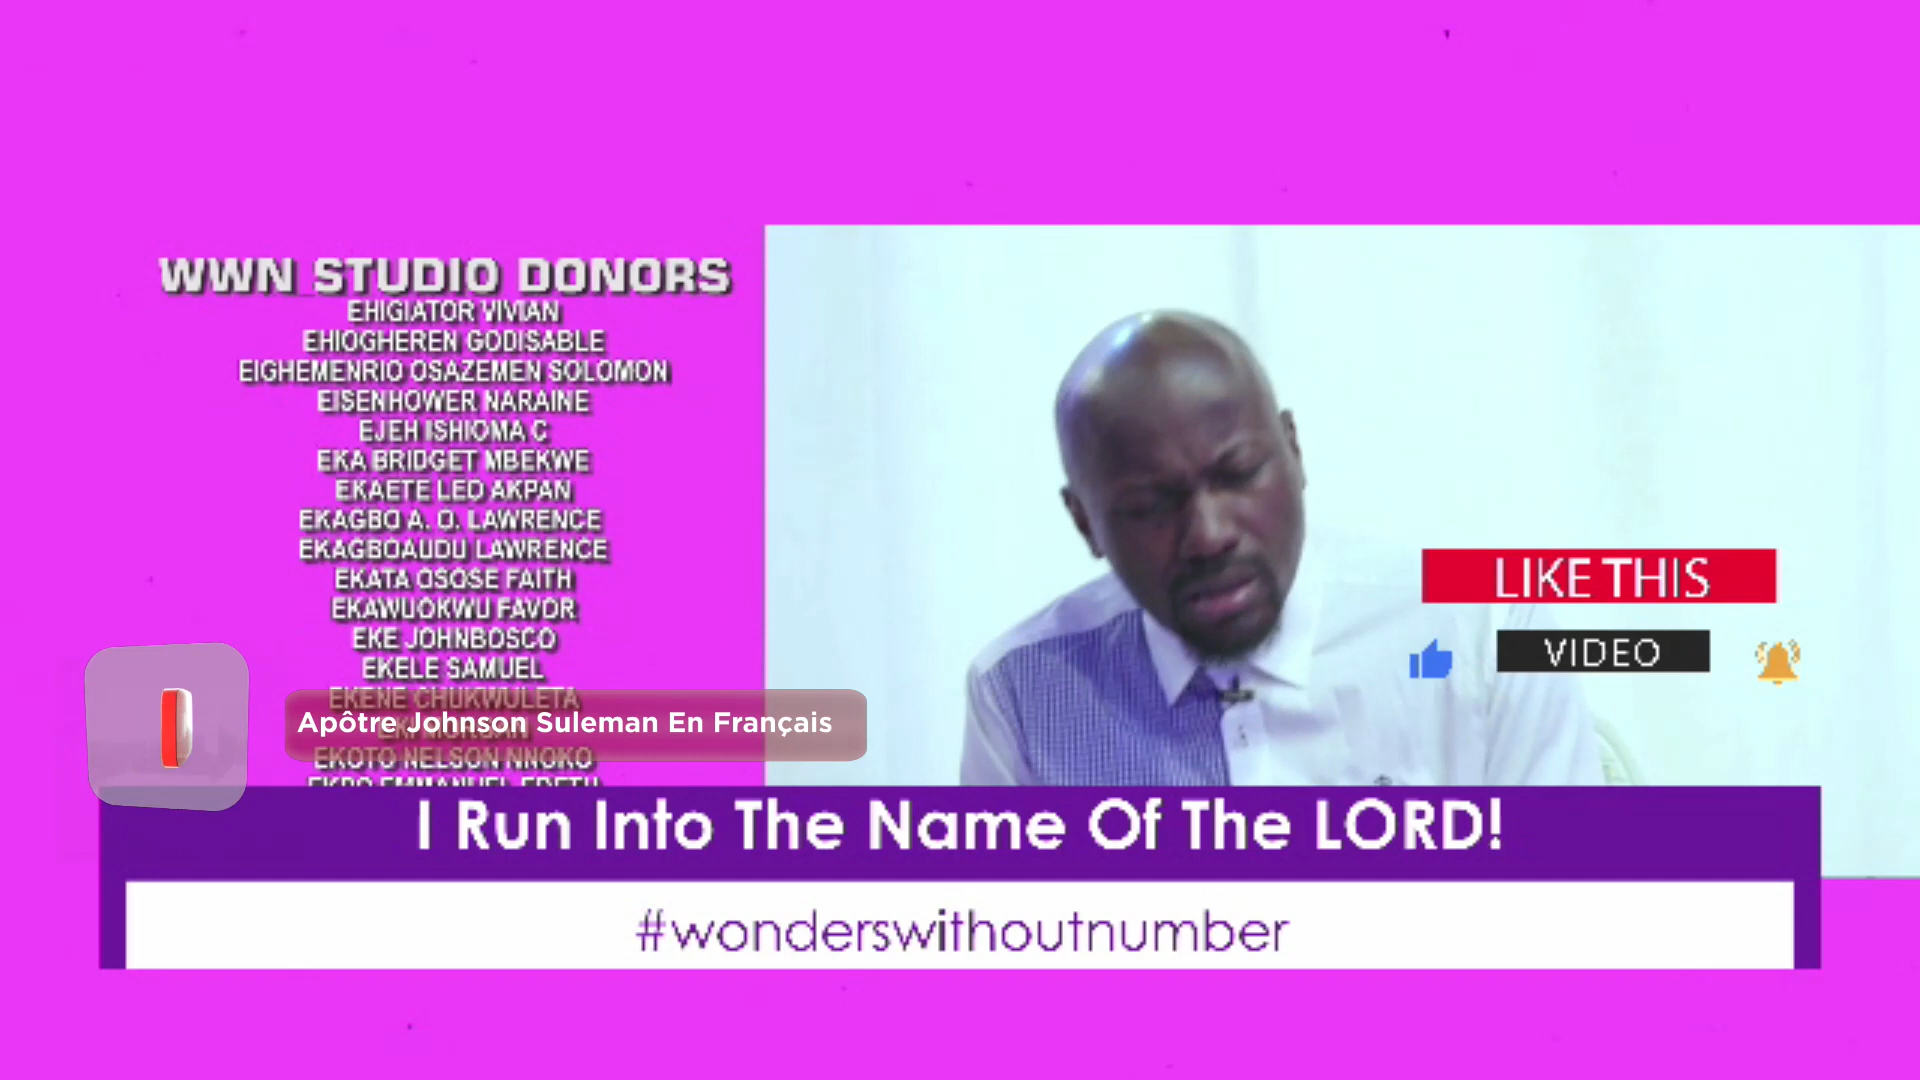 WWN STUDIO DONORS
EHIGIATOR VIVIAN
EHIOGHEREN GODISABLE
EIGHEMENRIO OSAZEMEN SOLOMON
EISENHOWER NARAINE
EJEH ISHIOMA C
EKA BRIDGET MBEKWE
EKAETE LEO AKPAN
EKAGBO A. O. LAWRENCE
EKAGBOAUDU LAWRENCE
EKATA OSOSE FAITH
EKAWUOKWU FAVOR
EKE JOHNBOSCO
EKELE SAMUEL
EKENE CHUKWULETA
Apôtre Johnson Suleman En Français
EKOTO NELSON NNOKO
LIKE THIS
VIDEO
I Run Into The Name Of The LORD!
#wonderswithoutnumber